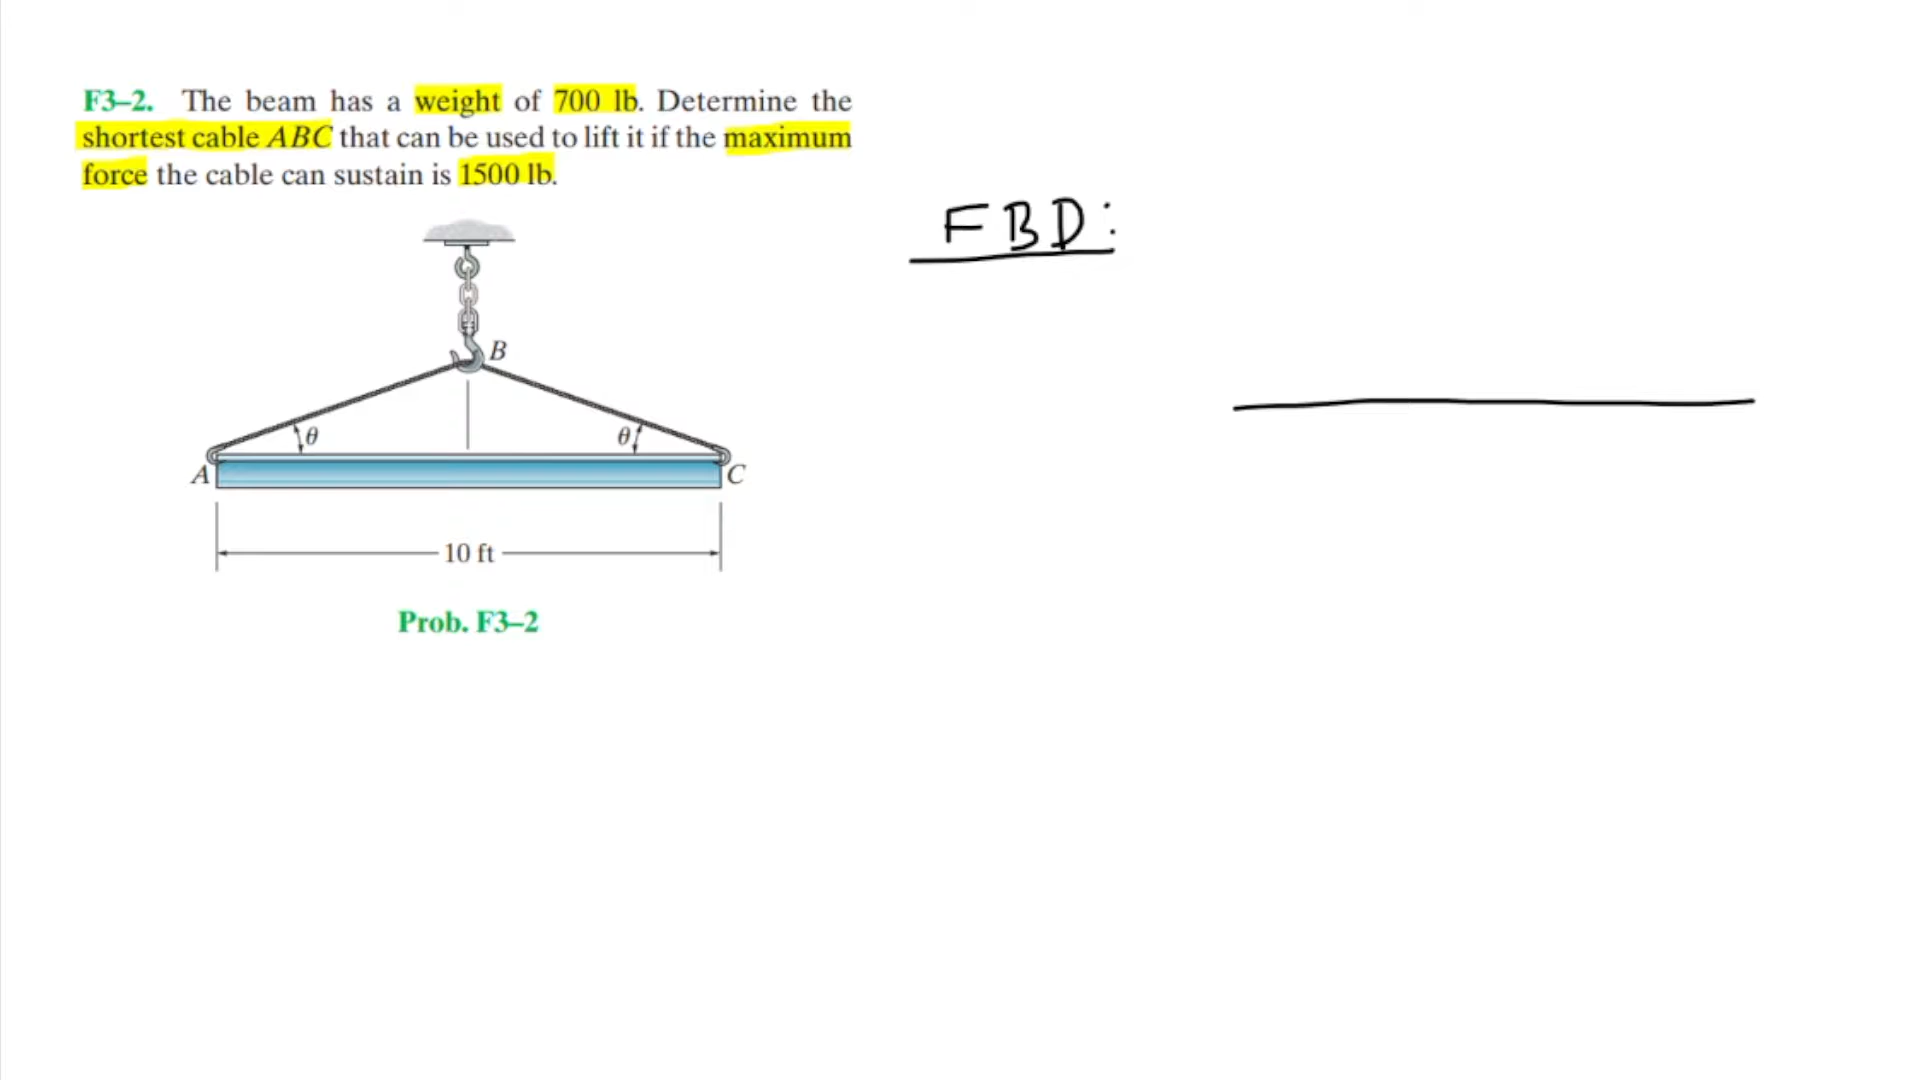 F3–2. The beam has a weight of 700 lb. Determine the
shortest cable ABC that can be used to lift it if the maximum
force the cable can sustain is 1500 lb.
FBD:
B
θ
θ
A
C
10 ft
Prob. F3–2